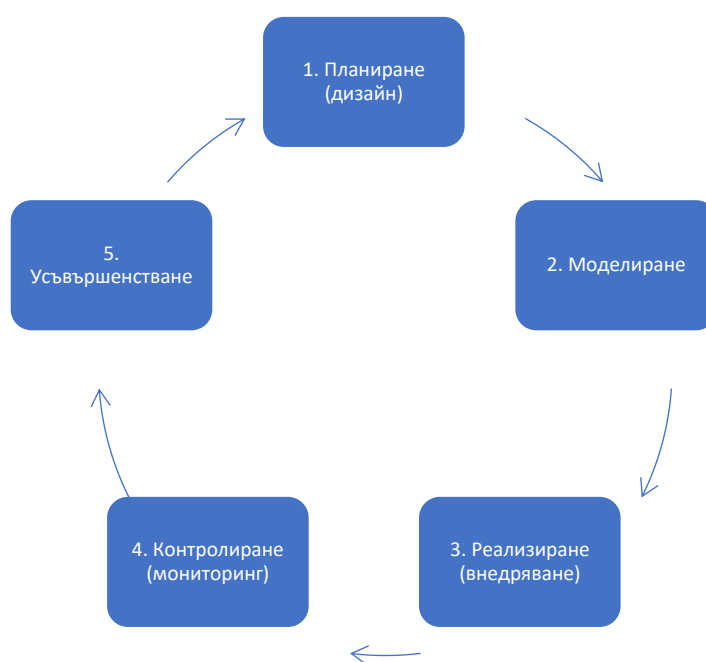 1. Планиране
(дизайн)
2. Моделиране
3. Реализиране
(внедряване)
4. Контролиране
(мониторинг)
5.
Усъвършенстване